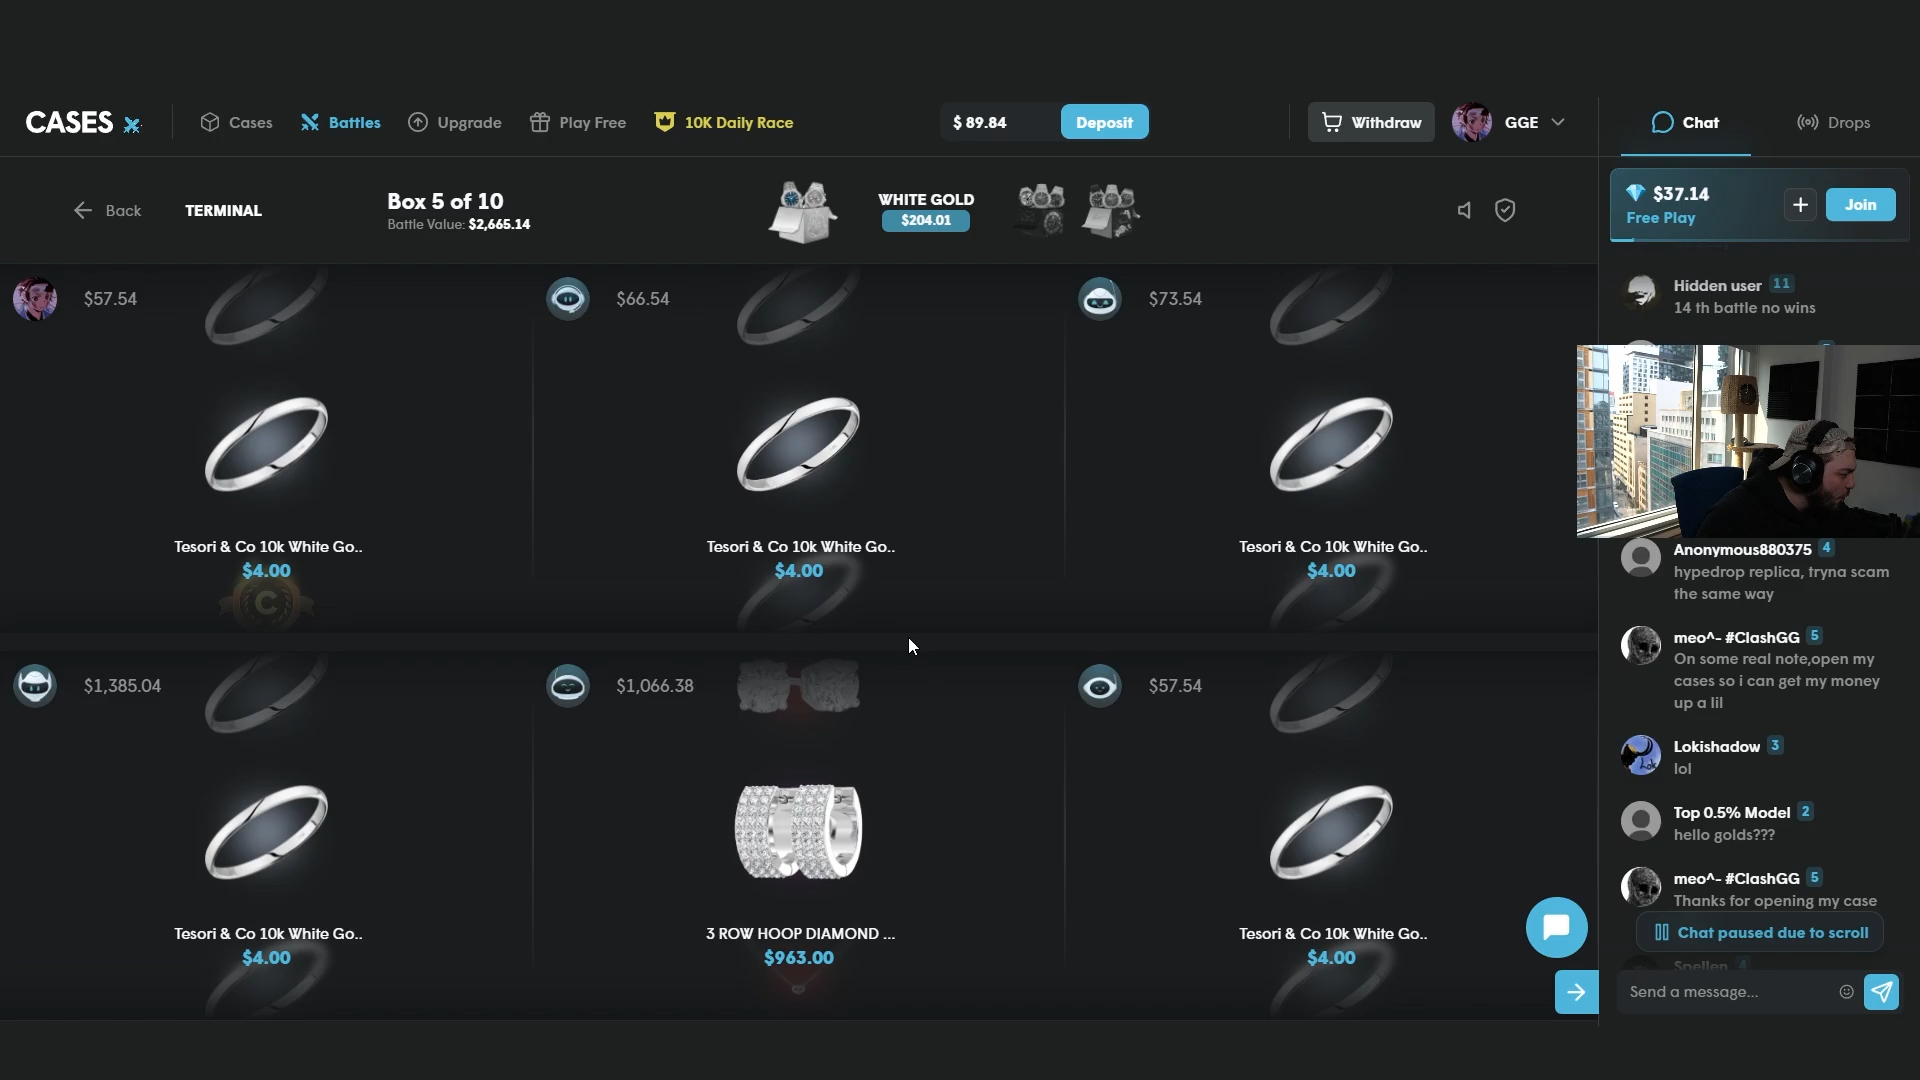 CASES
Cases
Battles
Upgrade
Play Free
10K Daily Race
$ 89.84
Deposit
Withdraw
GGE
Chat
Drops
Back
TERMINAL
Box 5 of 10
Battle Value: $2,665.14
WHITE GOLD
$204.01
$37.14
Free Play
+
Join
$57.54
$66.54
$73.54
Tesori & Co 10k White Go..
$4.00
Tesori & Co 10k White Go..
$4.00
Tesori & Co 10k White Go..
$4.00
C
$1,385.04
$1,066.38
$57.54
Tesori & Co 10k White Go..
$4.00
3 ROW HOOP DIAMOND ...
$963.00
Tesori & Co 10k White Go..
$4.00
Hidden user 11
14 th battle no wins
Anonymous880375 4
hypedrop replica, tryna scam
the same way
meo^- #ClashGG 5
On some real note,open my
cases so i can get my money
up a lil
Lokishadow 3
lol
Top 0.5% Model 2
hello golds???
meo^- #ClashGG 5
Thanks for opening my case
Chat paused due to scroll
Spellen 4
Send a message...